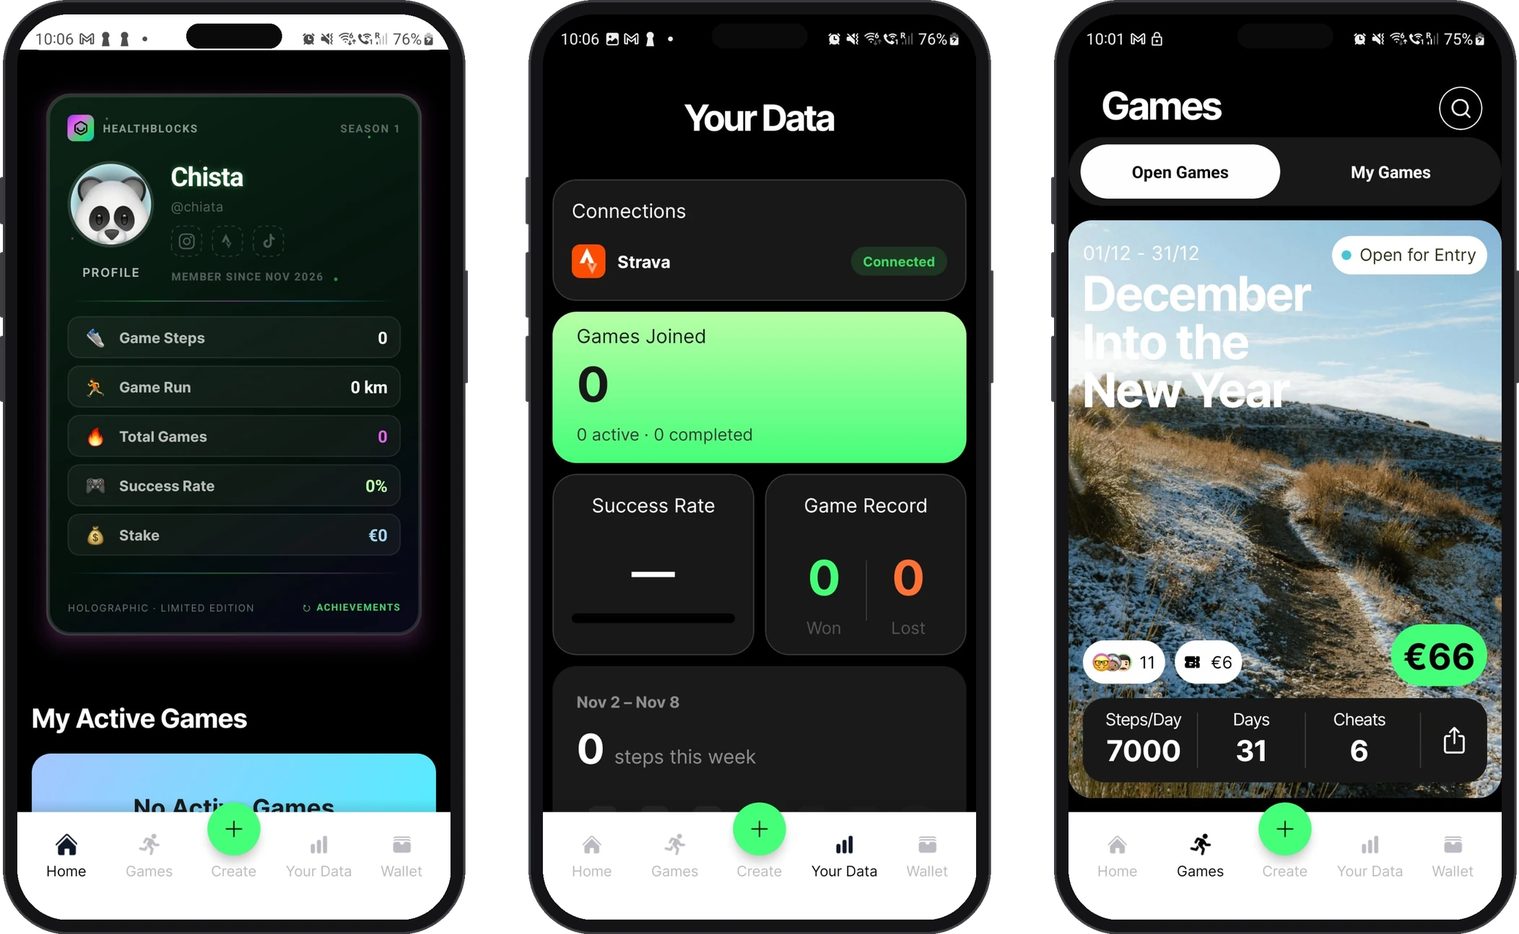 10:06
76%
HEALTHBLOCKS
SEASON 1
Chista
@chiata
PROFILE
MEMBER SINCE NOV 2026
Game Steps
0
Game Run
0 km
Total Games
0
Success Rate
0%
Stake
€0
HOLOGRAPHIC · LIMITED EDITION
ACHIEVEMENTS
My Active Games
No Active Games
Home
Games
Create
Your Data
Wallet
10:06
76%
Your Data
Connections
Strava
Connected
Games Joined
0
0 active · 0 completed
Success Rate
—
Game Record
0
0
Won
Lost
Nov 2 – Nov 8
0 steps this week
Home
Games
Create
Your Data
Wallet
10:01
75%
Games
Open Games
My Games
01/12 - 31/12
Open for Entry
December
Into the
New Year
11
€6
€66
Steps/Day
7000
Days
31
Cheats
6
Home
Games
Create
Your Data
Wallet